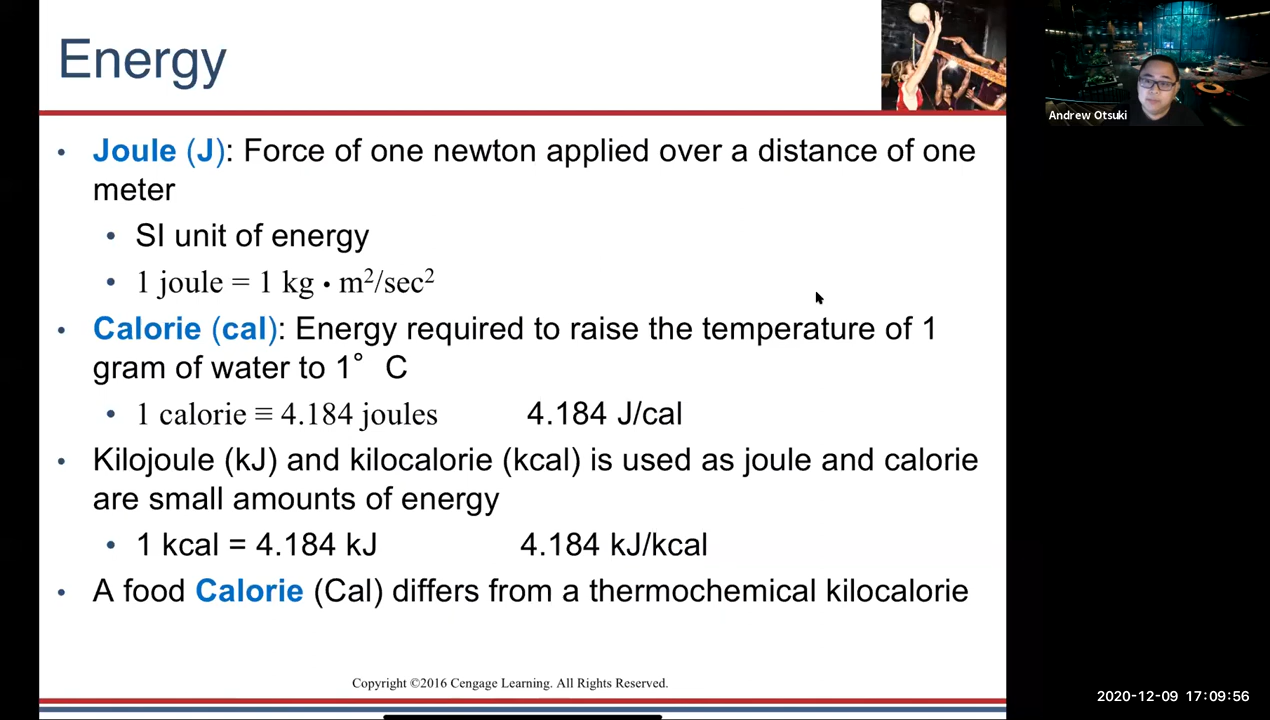 Energy
Andrew Otsuki
• Joule (J): Force of one newton applied over a distance of one
meter
• SI unit of energy
• 1 joule = 1 kg • m²/sec²
• Calorie (cal): Energy required to raise the temperature of 1
gram of water to 1° C
• 1 calorie ≡ 4.184 joules 4.184 J/cal
• Kilojoule (kJ) and kilocalorie (kcal) is used as joule and calorie
are small amounts of energy
• 1 kcal = 4.184 kJ 4.184 kJ/kcal
• A food Calorie (Cal) differs from a thermochemical kilocalorie
Copyright ©2016 Cengage Learning. All Rights Reserved.
2020-12-09 17:09:56